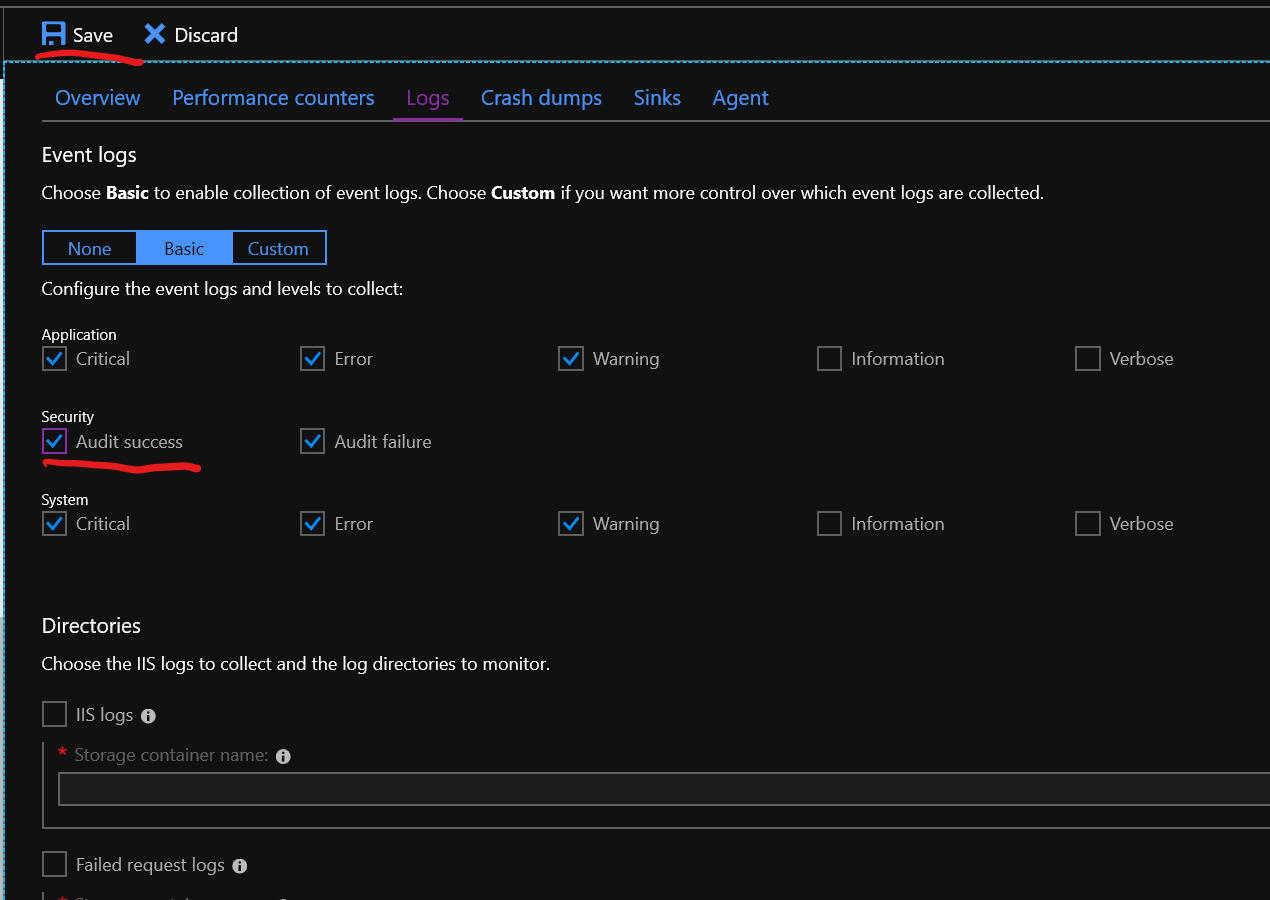 Save Discard
Overview Performance counters Logs Crash dumps Sinks Agent
Event logs
Choose Basic to enable collection of event logs. Choose Custom if you want more control over which event logs are collected.
None Basic Custom
Configure the event logs and levels to collect:
Application
Critical Error Warning Information Verbose
Security
Audit success Audit failure
System
Critical Error Warning Information Verbose
Directories
Choose the IIS logs to collect and the log directories to monitor.
IIS logs
* Storage container name:
Failed request logs